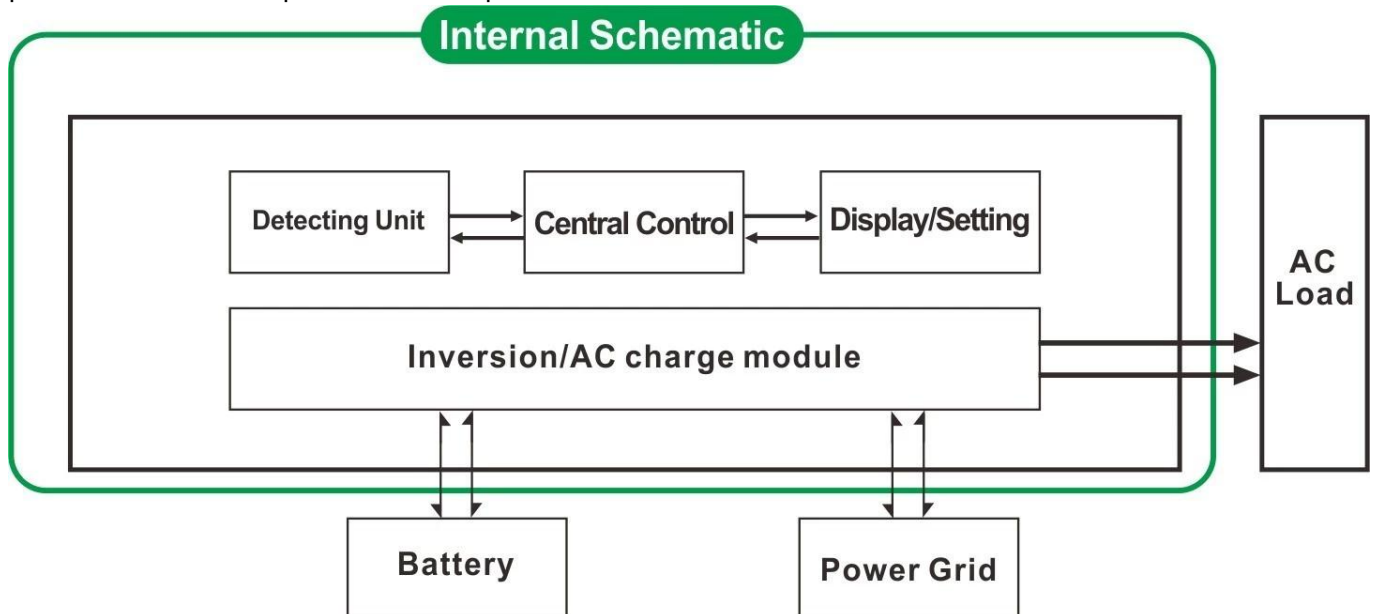 Internal Schematic
Detecting Unit
Central Control
Display/Setting
AC
Load
Inversion/AC charge module
Battery
Power Grid